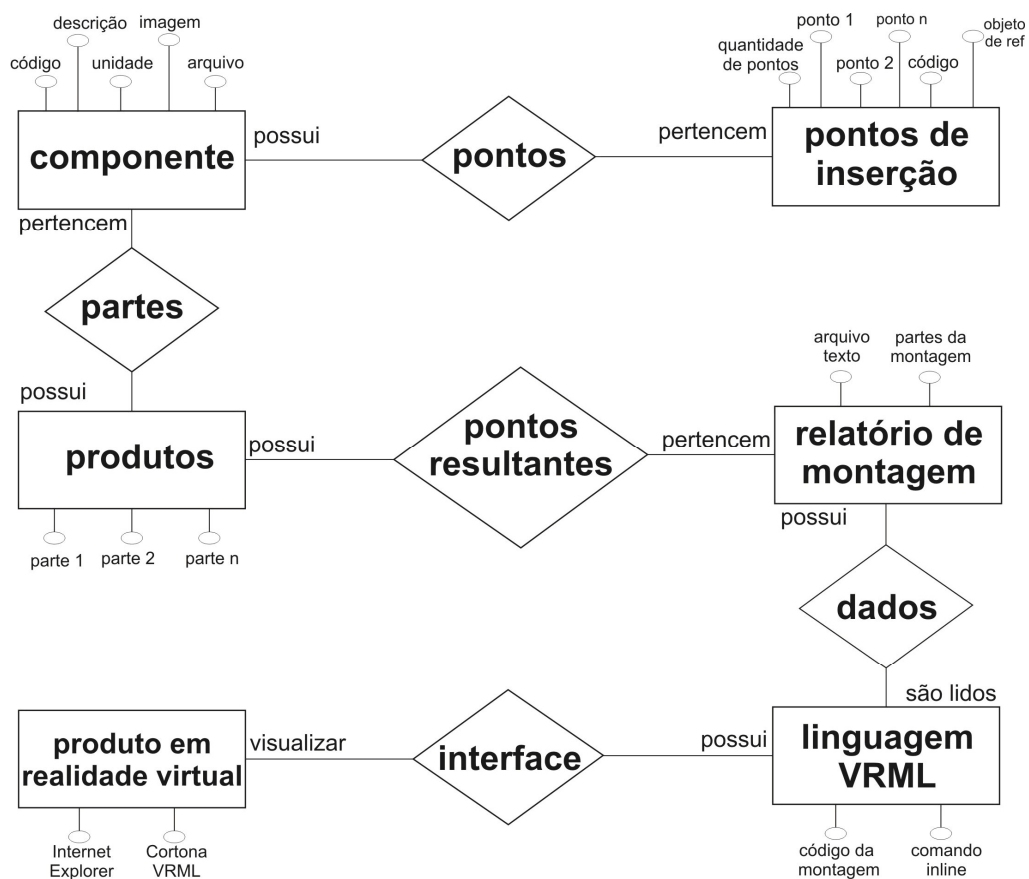 descrição
imagem
código
unidade
arquivo
componente
possui
pontos
pertencem
ponto 1
ponto n
objeto
de ref
quantidade
de pontos
ponto 2
código
pontos de
inserção
pertencem
partes
possui
produtos
parte 1
parte 2
parte n
possui
pontos
resultantes
pertencem
arquivo
texto
partes da
montagem
relatório de
montagem
possui
dados
são lidos
linguagem
VRML
código da
montagem
comando
inline
possui
interface
visualizar
produto em
realidade virtual
Internet
Explorer
Cortona
VRML